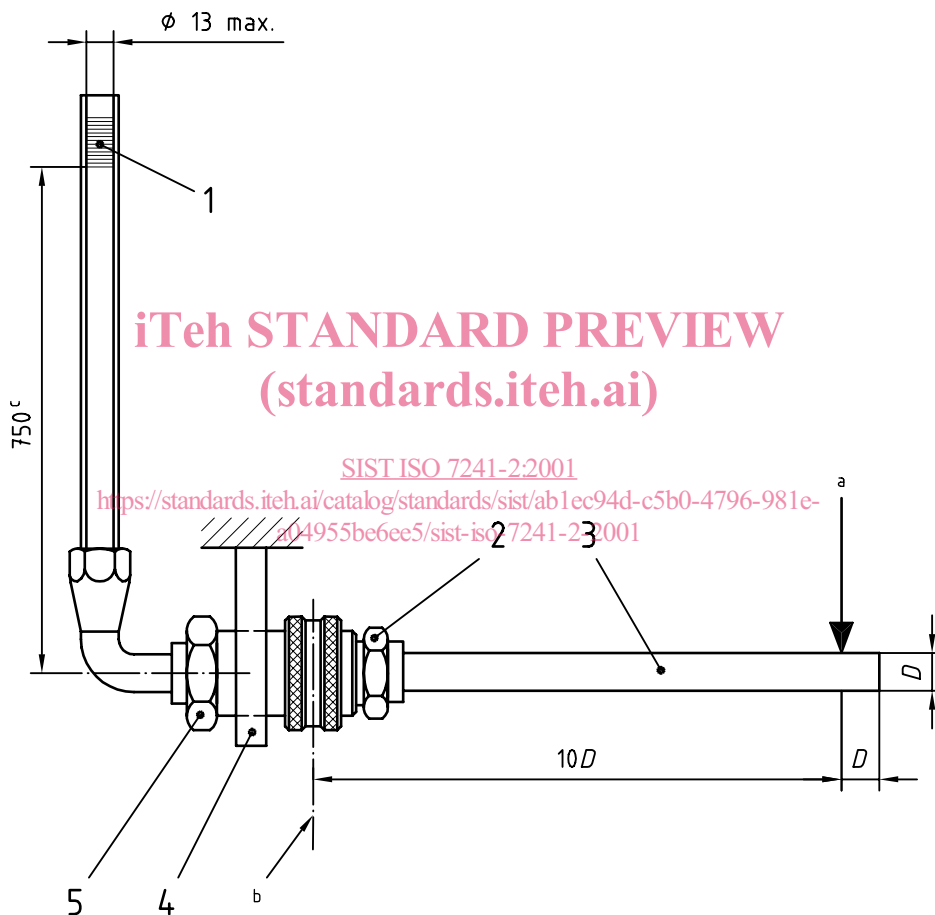 ϕ 13 max.
1
iTeh STANDARD PREVIEW
(standards.iteh.ai)
750 c
SIST ISO 7241-2:2001
https://standards.iteh.ai/catalog/standards/sist/ab1ec94d-c5b0-4796-981e-
a04955be6ee5/sist-iso-7241-2-2001
a
2
3
D
10D
D
5
4
b